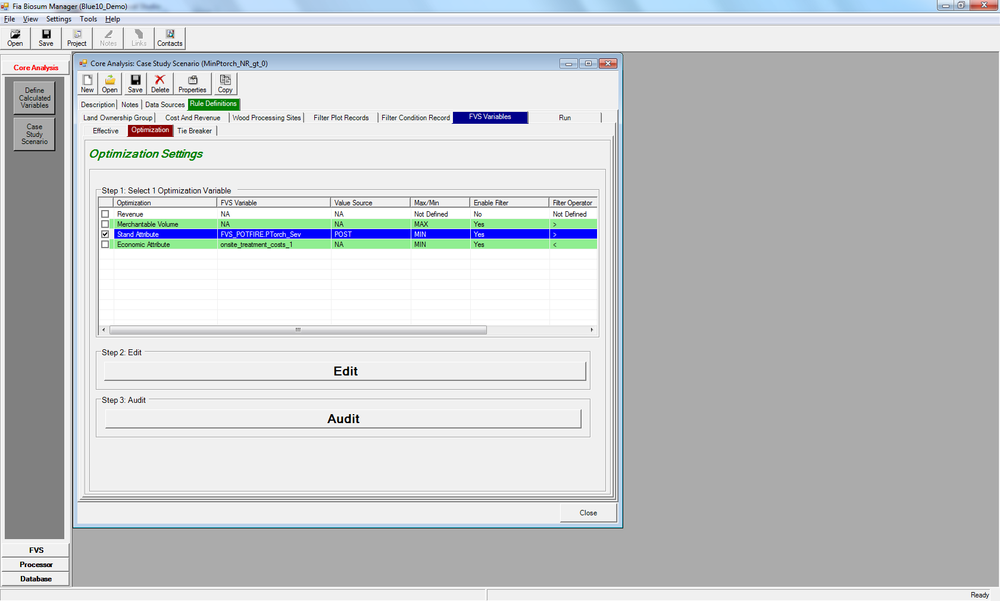 Fia Biosum Manager (Blue10_Demo)
File View Settings Tools Help
Open Save Project Notes Links Contacts
Core Analysis
Define
Calculated
Variables
Case
Study
Scenario
FVS
Processor
Database
Core Analysis: Case Study Scenario (MinPtorch_NR_gt_0)
New Open Save Delete Properties Copy
Description Notes Data Sources Rule Definitions
Land Ownership Group Cost And Revenue Wood Processing Sites Filter Plot Records Filter Condition Record FVS Variables Run
Effective Optimization Tie Breaker
Optimization Settings
Step 1: Select 1 Optimization Variable
Optimization FVS Variable Value Source Max/Min Enable Filter Filter Operator
Revenue NA NA Not Defined No Not Defined
Merchantable Volume NA NA MAX Yes >
Stand Attribute FVS_POTFIRE.PTorch_Sev POST MIN Yes >
Economic Attribute onsite_treatment_costs_1 NA MIN Yes <
Step 2: Edit
Edit
Step 3: Audit
Audit
Close
Ready